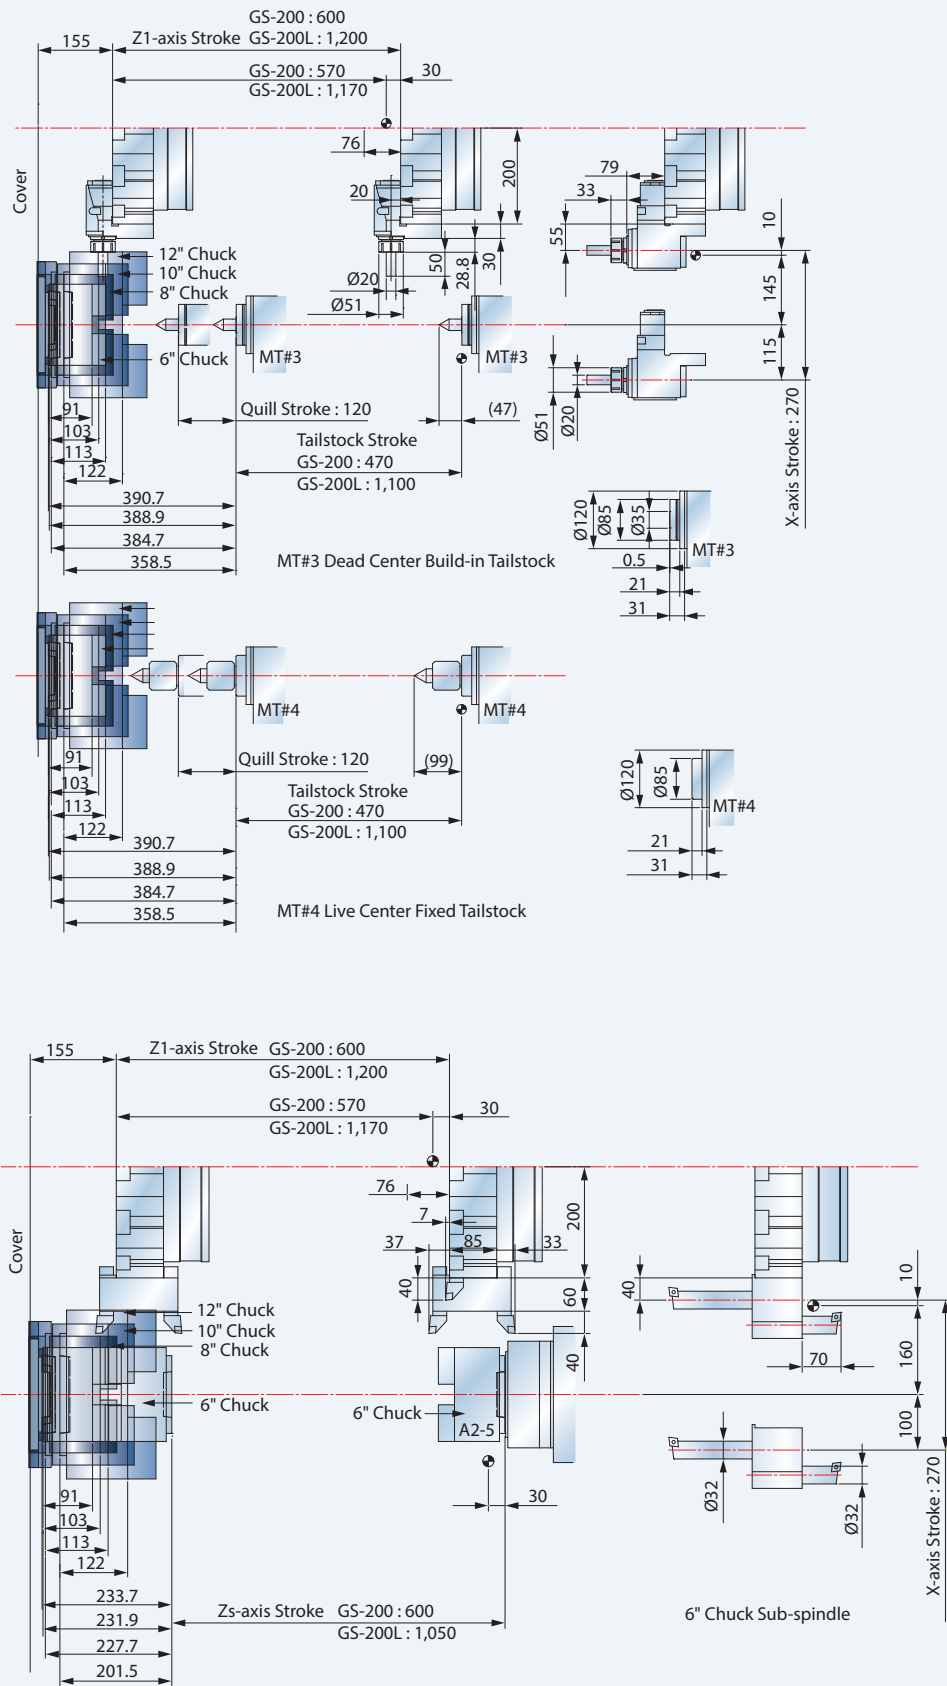 GS-200 : 600
155
Z1-axis Stroke GS-200L : 1,200
GS-200 : 570
30
GS-200L : 1,170
76
200
79
Cover
20
33
10
55
12" Chuck
10" Chuck
8" Chuck
50
28.8
30
Ø20
145
Ø51
MT#3
MT#3
6" Chuck
115
91
Quill Stroke : 120
(47)
Ø51
Ø20
103
Tailstock Stroke
113
GS-200 : 470
122
GS-200L : 1,100
X-axis Stroke : 270
390.7
Ø120
Ø85
Ø35
388.9
MT#3
384.7
MT#3 Dead Center Build-in Tailstock
0.5
358.5
21
31
MT#4
MT#4
91
Quill Stroke : 120
(99)
103
Tailstock Stroke
113
GS-200 : 470
122
GS-200L : 1,100
Ø120
Ø85
MT#4
390.7
21
388.9
31
384.7
358.5
MT#4 Live Center Fixed Tailstock
155
Z1-axis Stroke GS-200 : 600
GS-200L : 1,200
GS-200 : 570
30
GS-200L : 1,170
76
200
7
Cover
37
85
33
40
60
40
10
12" Chuck
10" Chuck
8" Chuck
40
70
160
6" Chuck
6" Chuck
A2-5
100
91
30
Ø32
Ø32
103
113
122
X-axis Stroke : 270
233.7
Zs-axis Stroke GS-200 : 600
231.9
GS-200L : 1,050
6" Chuck Sub-spindle
227.7
201.5